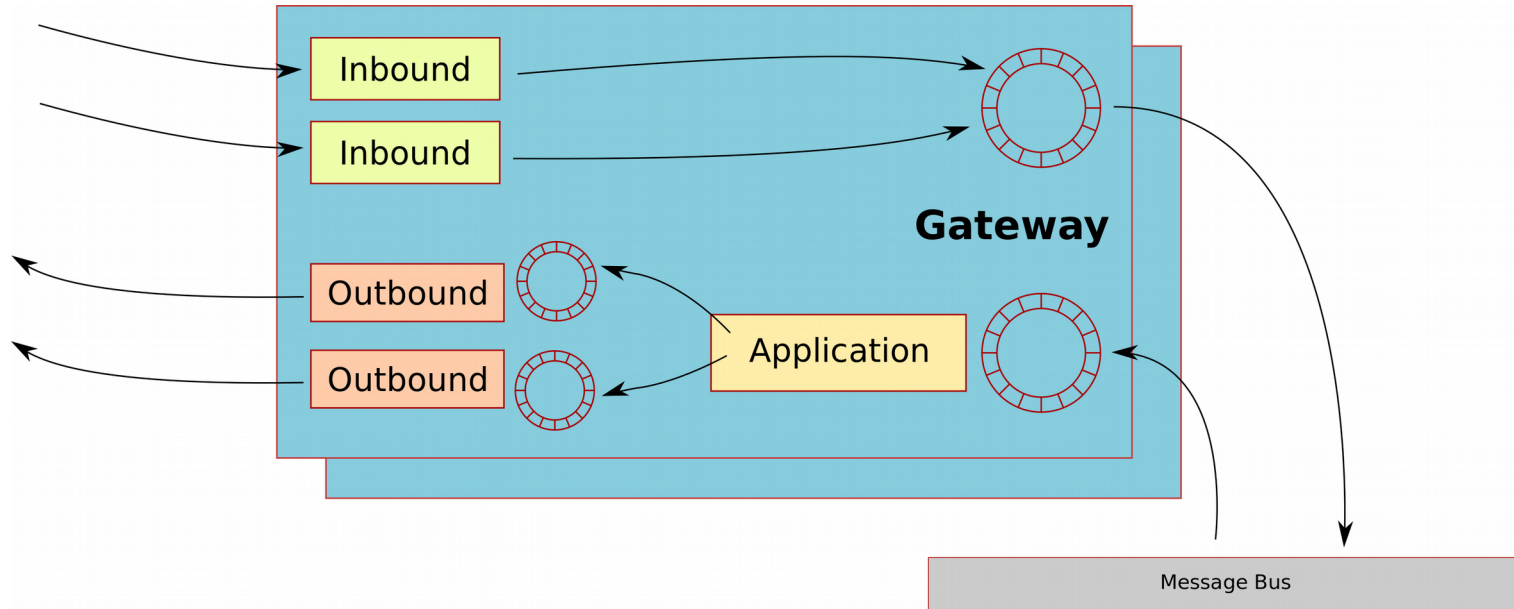 Inbound
Inbound
Gateway
Outbound
Application
Outbound
Message Bus